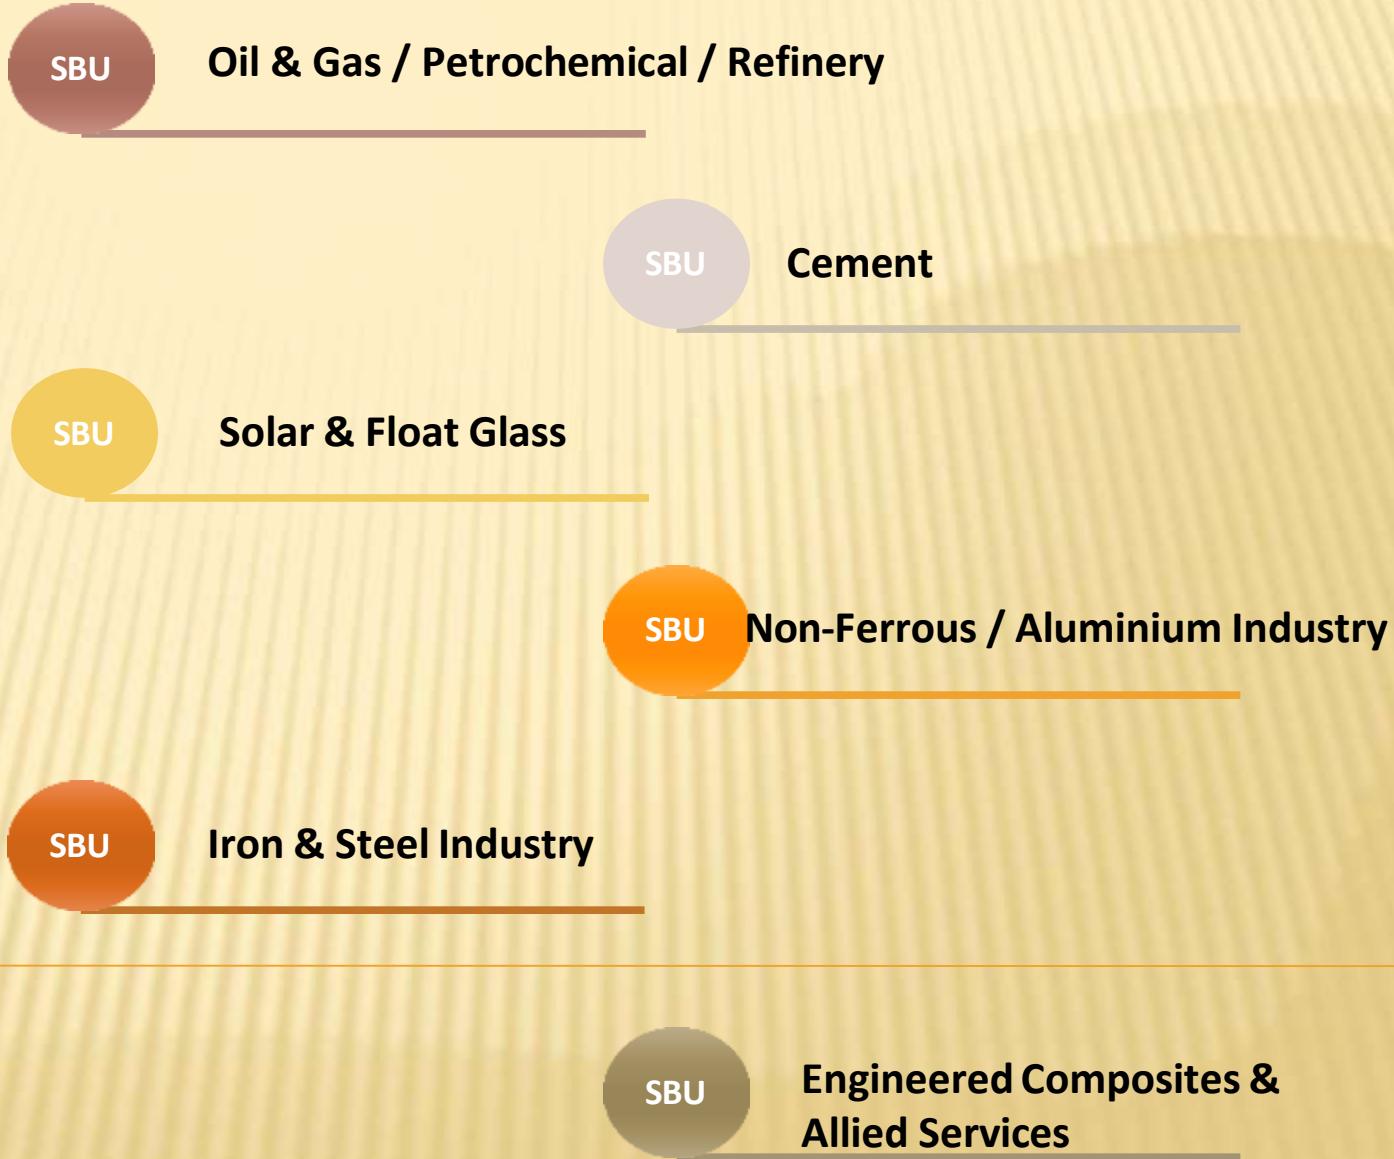 SBU Oil & Gas / Petrochemical / Refinery
SBU Cement
SBU Solar & Float Glass
SBU Non-Ferrous / Aluminium Industry
SBU Iron & Steel Industry
SBU Engineered Composites &
Allied Services